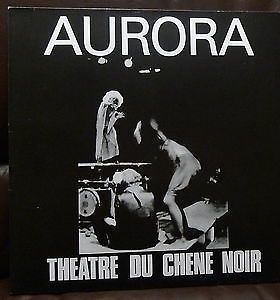 AURORA
THEATRE DU CHENE NOIR